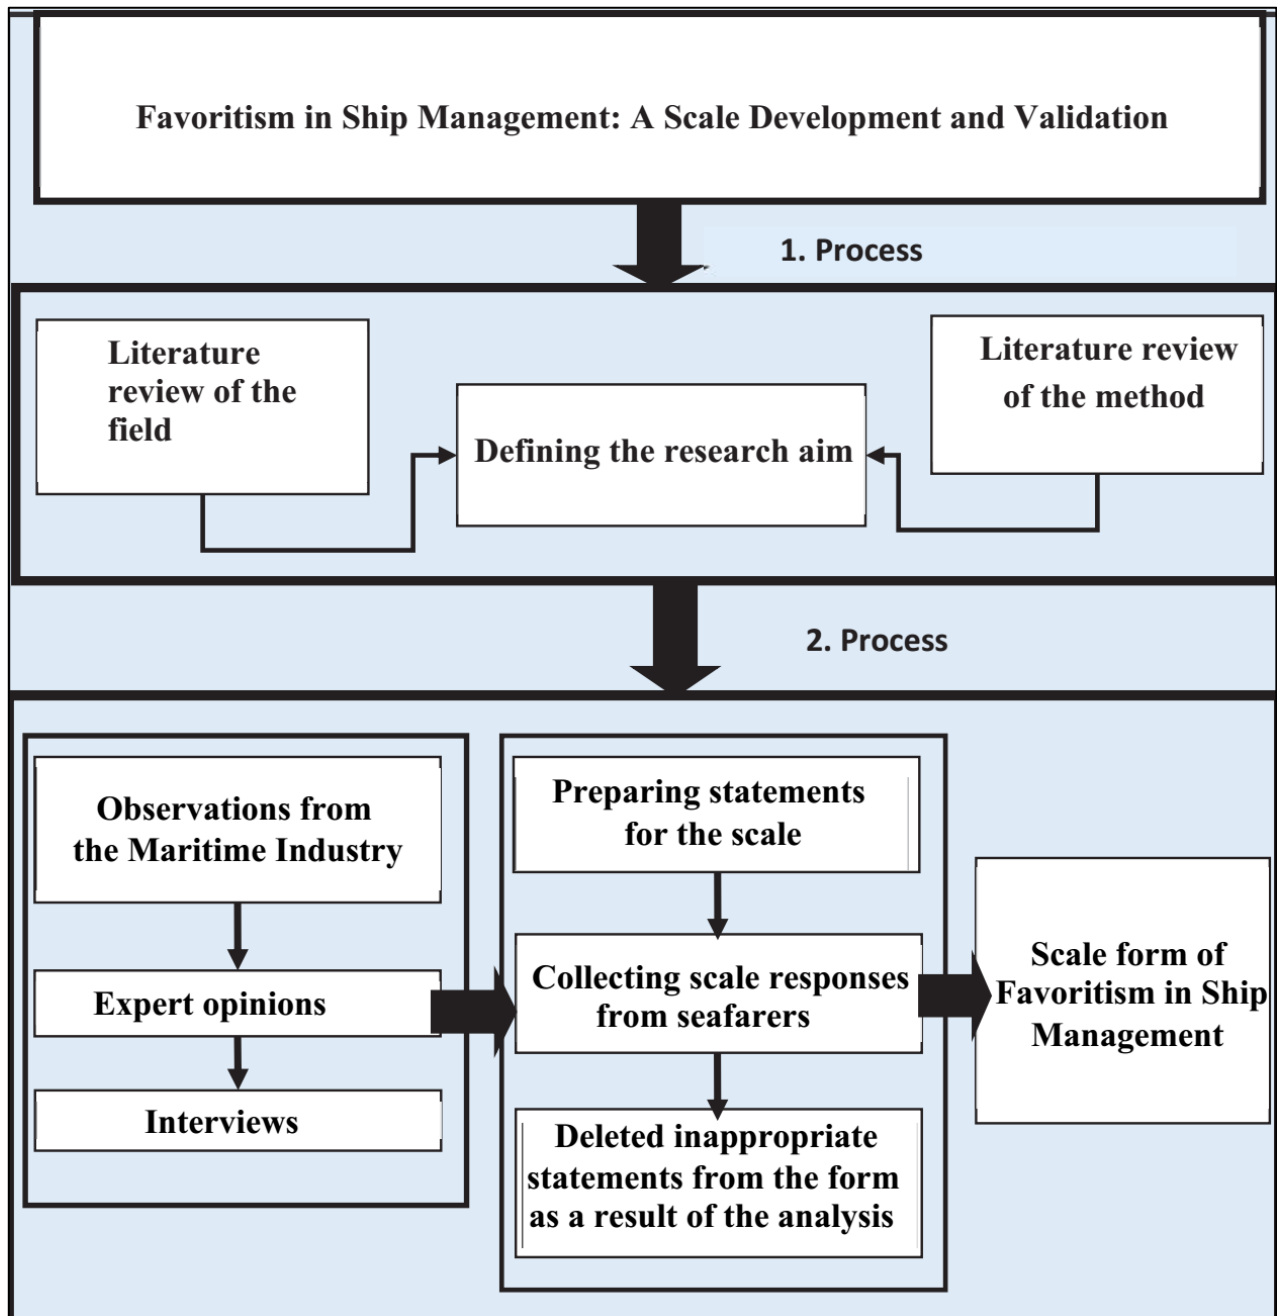 Favoritism in Ship Management: A Scale Development and Validation
1. Process
Literature
review of the
field
Literature review
of the method
Defining the research aim
2. Process
Observations from
the Maritime Industry
Expert opinions
Interviews
Preparing statements
for the scale
Collecting scale responses
from seafarers
Deleted inappropriate
statements from the form
as a result of the analysis
Scale form of
Favoritism in Ship
Management